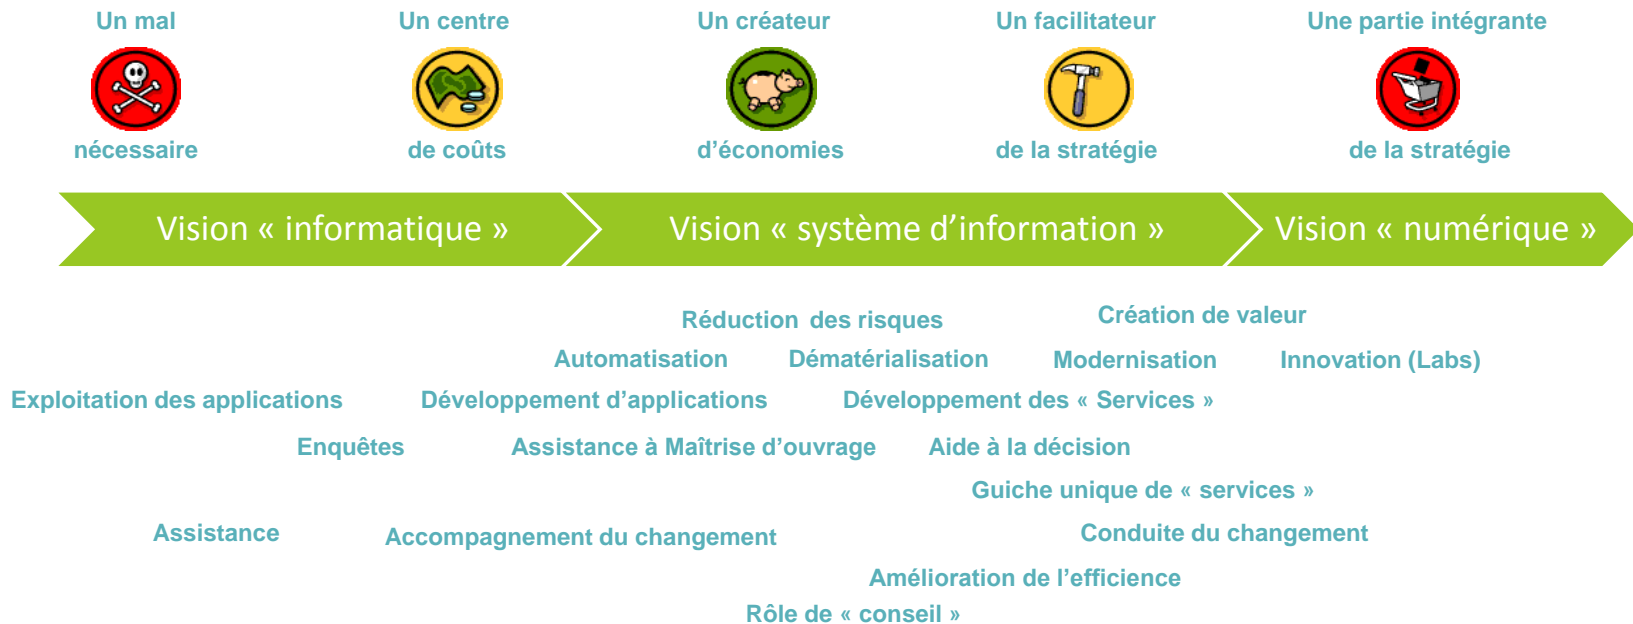 Un mal
nécessaire
Un centre
de coûts
Un créateur
d’économies
Un facilitateur
de la stratégie
Une partie intégrante
de la stratégie
Vision « informatique »
Vision « système d’information »
Vision « numérique »
Réduction des risques
Création de valeur
Automatisation
Dématérialisation
Modernisation
Innovation (Labs)
Exploitation des applications
Développement d’applications
Développement des « Services »
Enquêtes
Assistance à Maîtrise d’ouvrage
Aide à la décision
Guiche unique de « services »
Assistance
Accompagnement du changement
Conduite du changement
Amélioration de l’efficience
Rôle de « conseil »